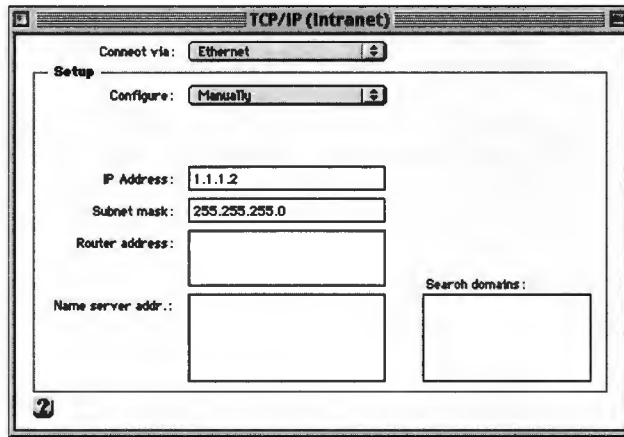 TCP/IP (Intranet)
Connect via: Ethernet
Setup
Configure: Manually
IP Address: 1.1.1.2
Subnet mask: 255.255.255.0
Router address:
Search domains:
Name server addr.:
?